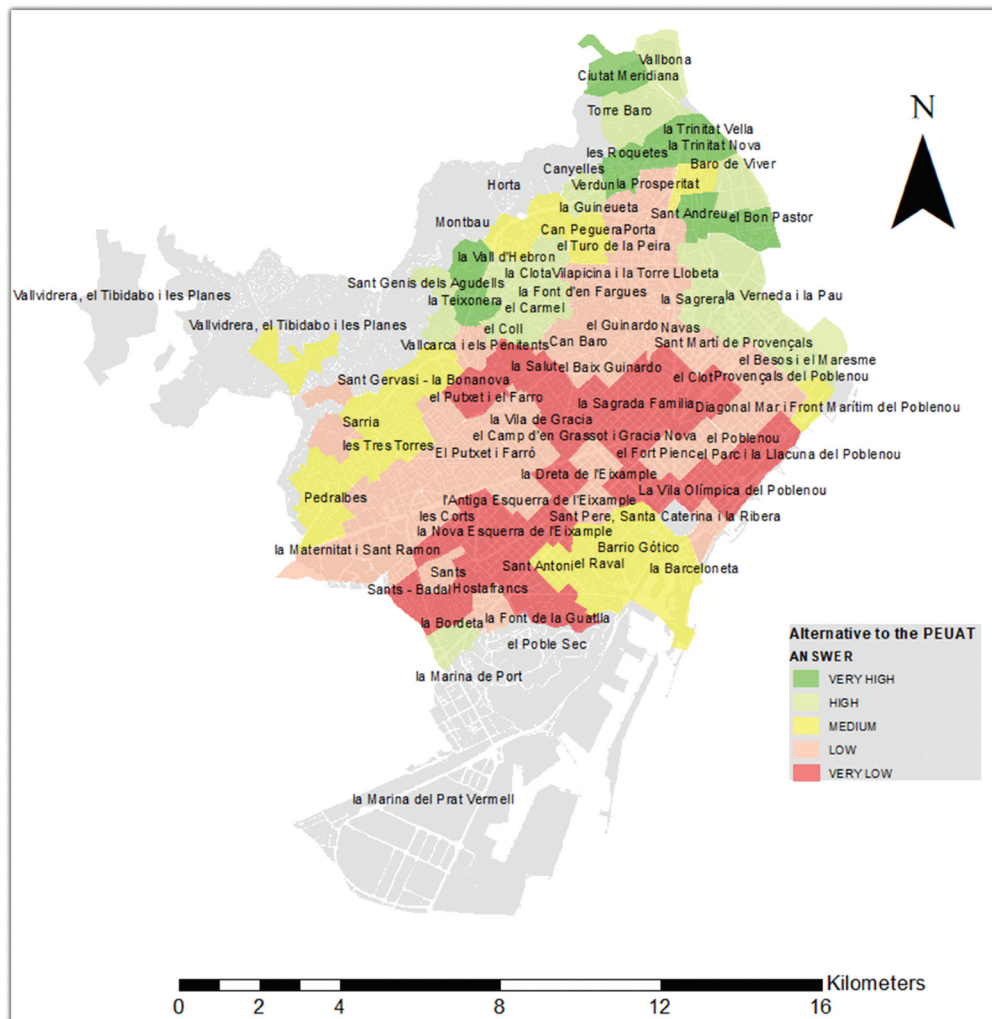 Vallbona
Ciutat Meridiana
Torre Baro
la Trinitat Vella
la Trinitat Nova
les Roquetes
Baro de Viver
Canyelles
Horta
Verdun
la Prosperitat
la Guineueta
Sant Andreu
el Bon Pastor
Montbau
Can Peguera
Porta
el Turo de la Peira
la Vall d'Hebron
la Clota
Vilapicina i la Torre Llobeta
Sant Genis dels Agudells
la Font d'en Fargues
la Sagrera
la Verneda i la Pau
Vallvidrera, el Tibidabo i les Planes
la Teixonera
el Carmel
Vallvidrera, el Tibidabo i les Planes
el Coll
el Guinardo
Navas
Vallcarca i els Penitents
Can Baro
Sant Martí de Provençals
la Salut
el Baix Guinardo
el Besos i el Maresme
Sant Gervasi - la Bonanova
el Clot
Provençals del Poblenou
el Putxet i el Farro
la Sagrada Familia
Diagonal Mar i Front Marítim del Poblenou
Sarria
la Vila de Gracia
el Camp d'en Grassot i Gracia Nova
el Poblenou
les Tres Torres
El Putxet i Farró
el Fort Pienc
el Parc i la Llacuna del Poblenou
la Dreta de l'Eixample
Pedralbes
l'Antiga Esquerra de l'Eixample
La Vila Olímpica del Poblenou
les Corts
Sant Pere, Santa Caterina i la Ribera
la Nova Esquerra de l'Eixample
la Maternitat i Sant Ramon
Barrio Gótico
Sants
Sant Antoni
el Raval
la Barceloneta
Sants - Badal
Hostafrancs
la Bordeta
la Font de la Guatlla
el Poble Sec
la Marina de Port
la Marina del Prat Vermell
N
Alternative to the PEUAT
ANSWER
VERY HIGH
HIGH
MEDIUM
LOW
VERY LOW
Kilometers
0 2 4 8 12 16